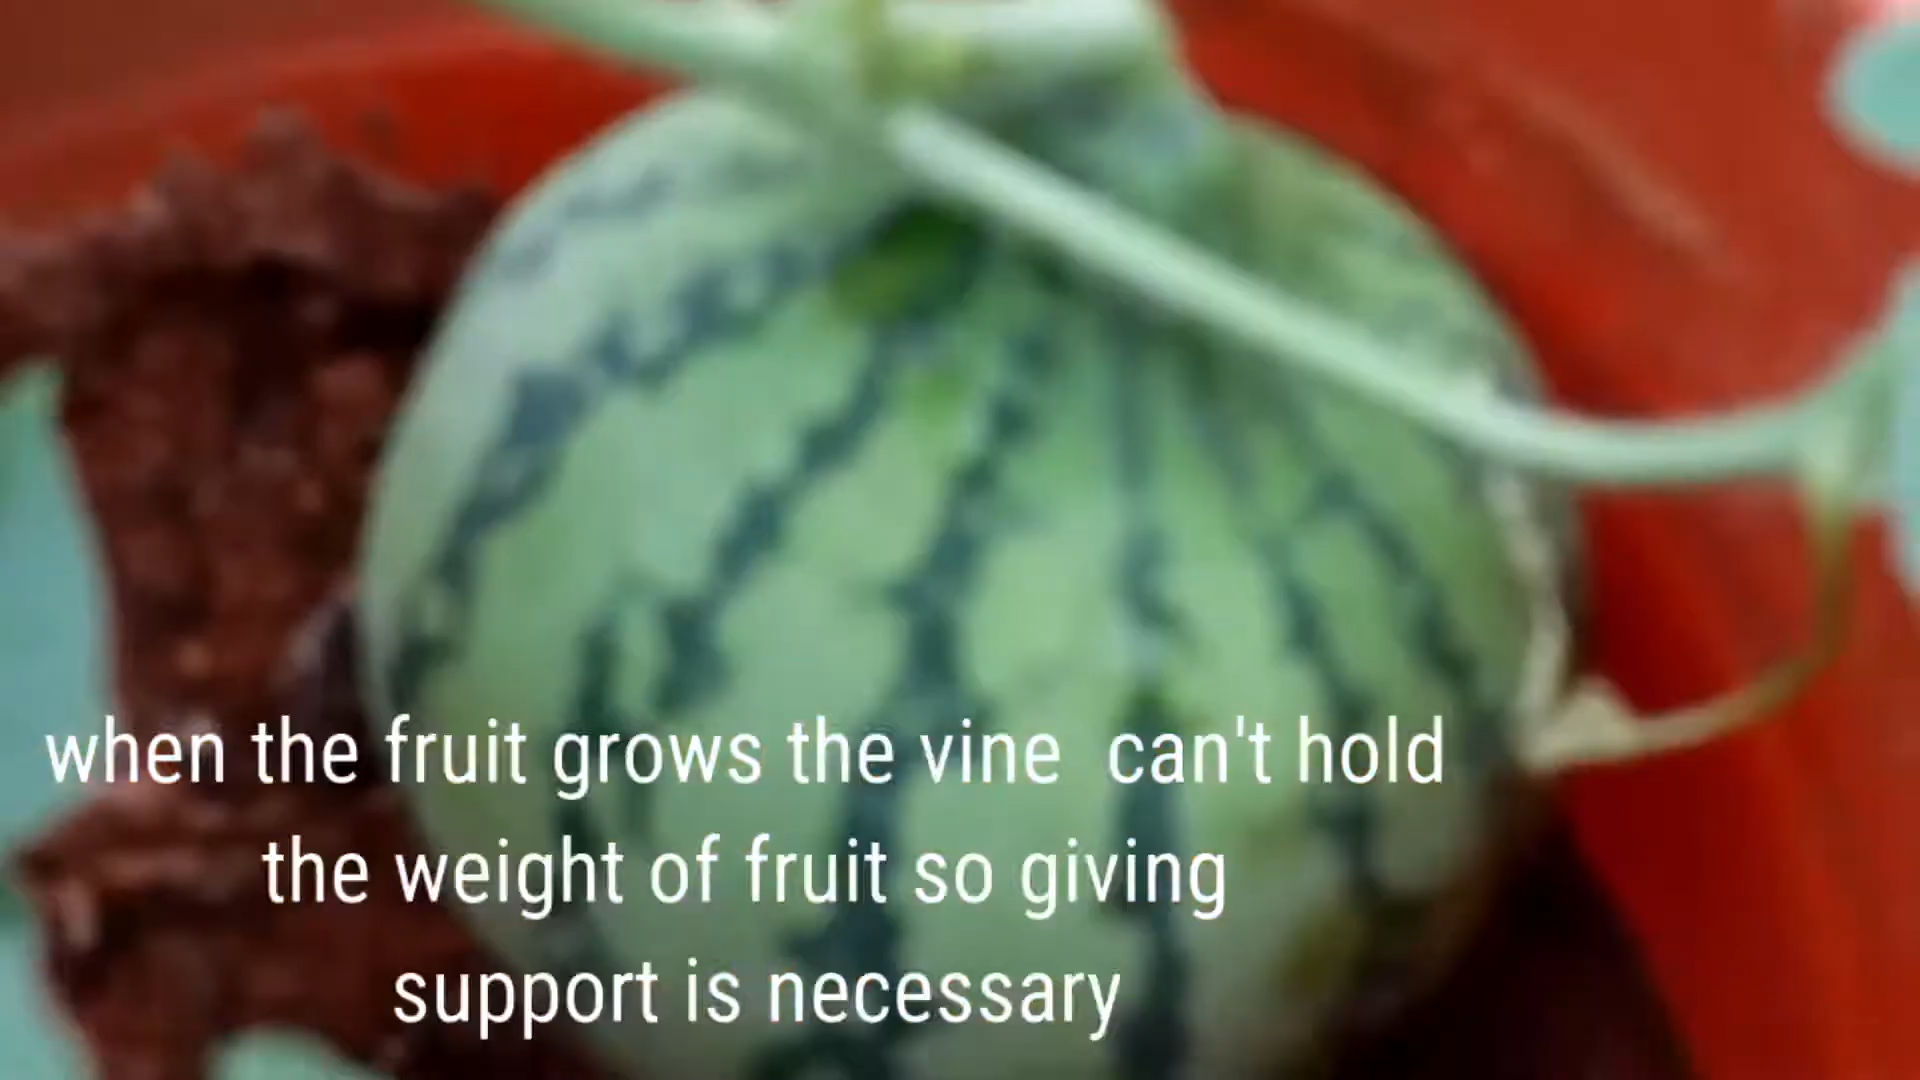 when the fruit grows the vine can't hold
the weight of fruit so giving
support is necessary